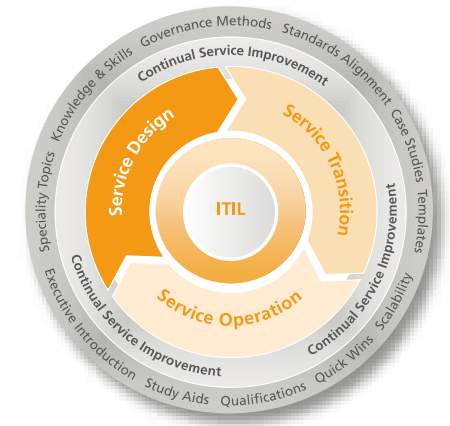 Governance Methods
Standards Alignment
Case Studies
Templates
Scalability
Quick Wins
Qualifications
Study Aids
Executive Introduction
Speciality Topics
Knowledge & Skills
Continual Service Improvement
Continual Service Improvement
Continual Service Improvement
Service Design
Service Transition
Service Operation
ITIL